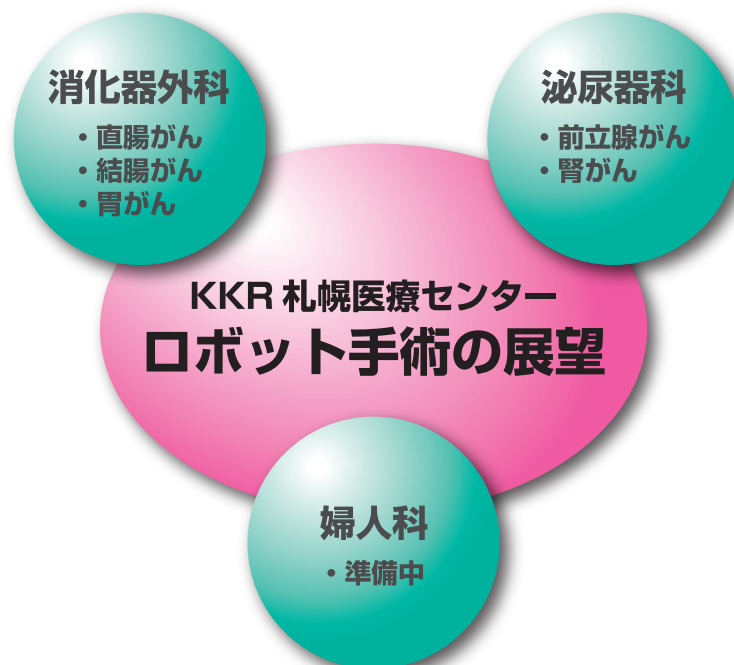 消化器外科
・直腸がん
・結腸がん
・胃がん
泌尿器科
・前立腺がん
・腎がん
KKR 札幌医療センター
ロボット手術の展望
婦人科
・準備中